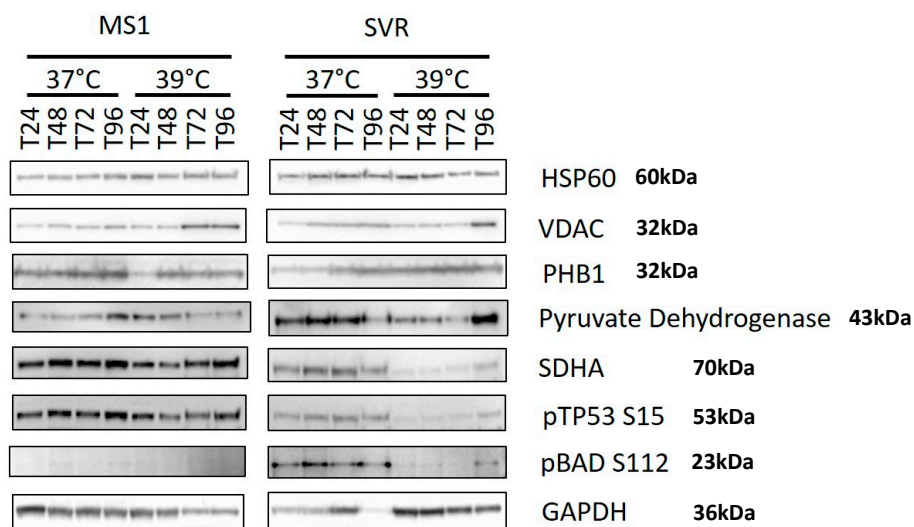 MS1 SVR
37°C 39°C 37°C 39°C
T24 T48 T72 T96 T24 T48 T72 T96 T24 T48 T72 T96 T24 T48 T72 T96
HSP60 60kDa
VDAC 32kDa
PHB1 32kDa
Pyruvate Dehydrogenase 43kDa
SDHA 70kDa
pTP53 S15 53kDa
pBAD S112 23kDa
GAPDH 36kDa